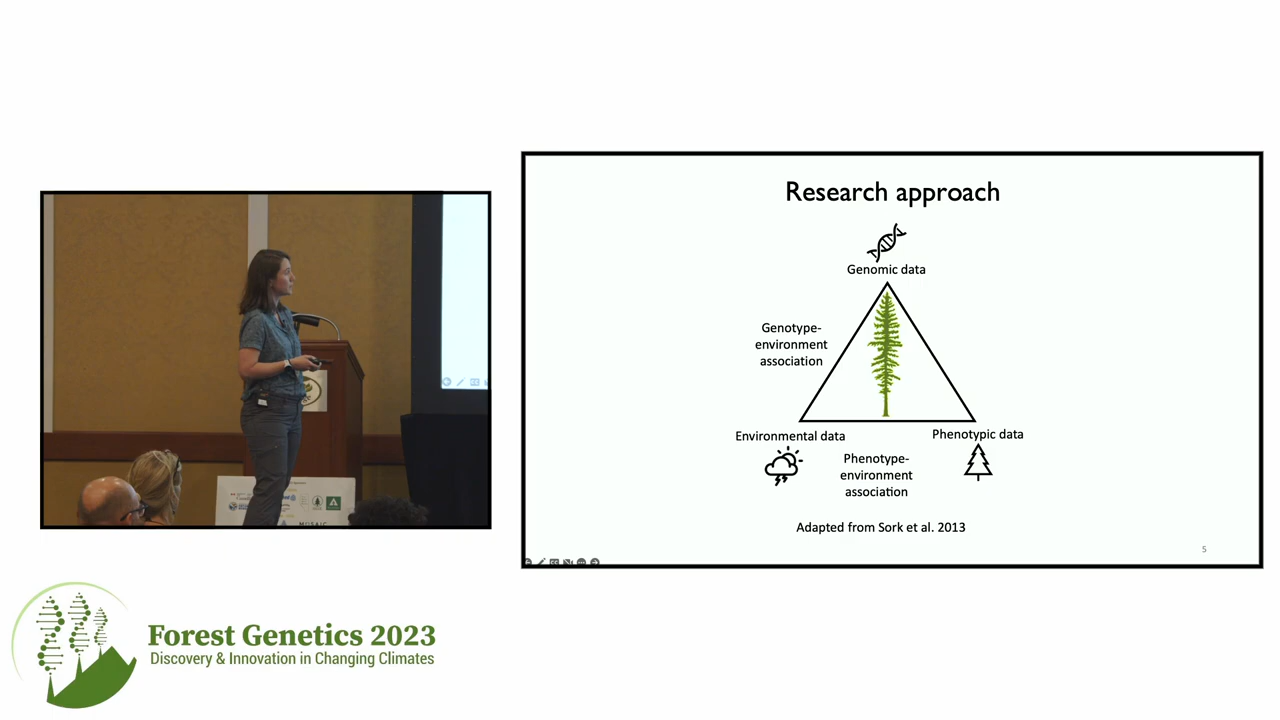 Research approach
Genomic data
Genotype-
environment
association
Environmental data
Phenotypic data
Phenotype-
environment
association
Adapted from Sork et al. 2013
5
MUSAIC
Forest Genetics 2023
Discovery & Innovation in Changing Climates